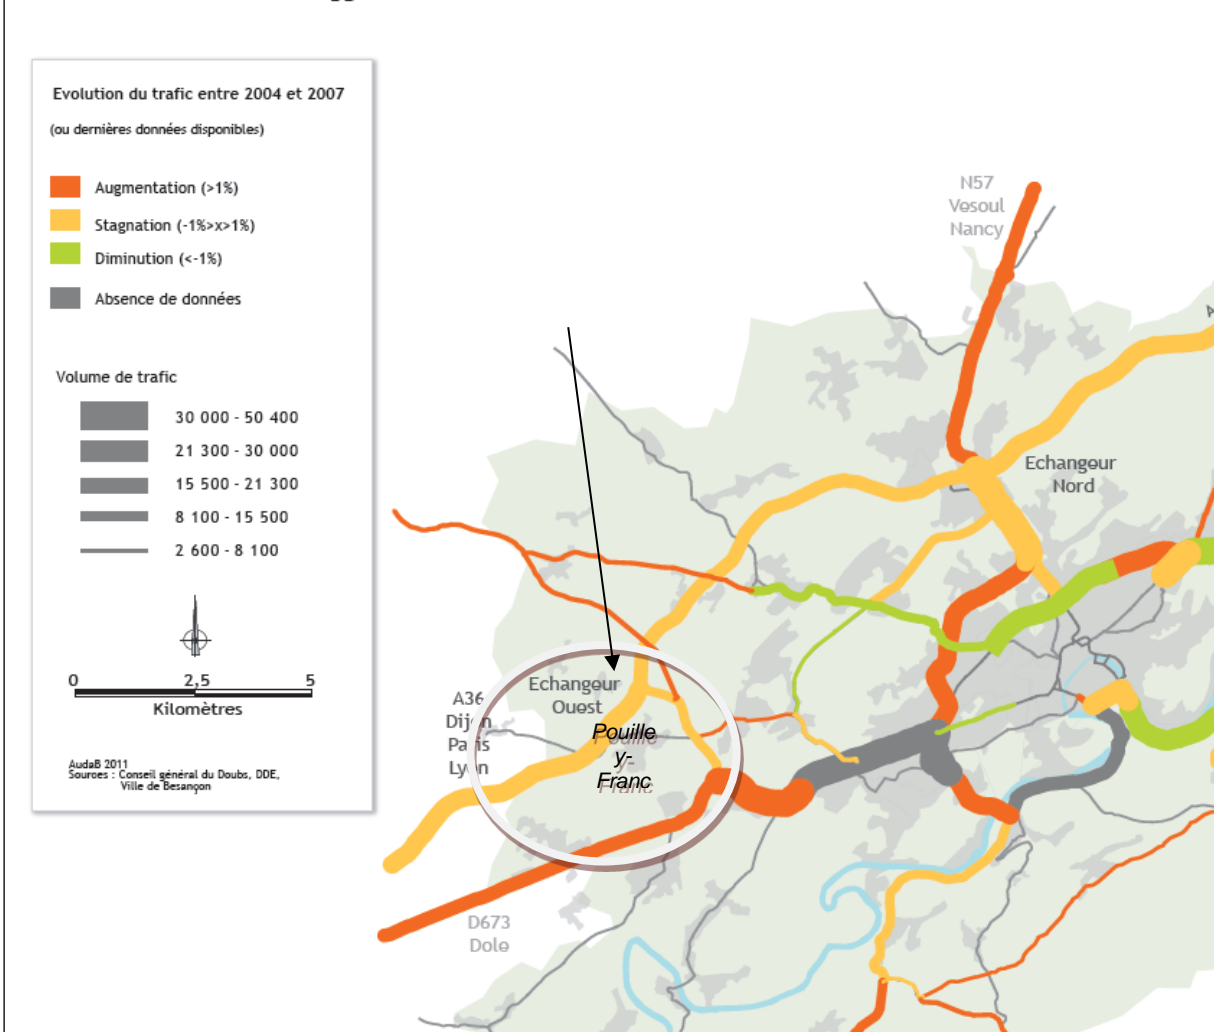 Evolution du trafic entre 2004 et 2007
(ou dernières données disponibles)
Augmentation (>1%)
Stagnation (-1%>x>1%)
Diminution (<-1%)
Absence de données
Volume de trafic
30 000 - 50 400
21 300 - 30 000
15 500 - 21 300
8 100 - 15 500
2 600 - 8 100
0 2,5 5
Kilomètres
AudaB 2011
Sources : Conseil général du Doubs, DDE,
Ville de Besançon
N57
Vesoul
Nancy
Echangeur
Nord
Echangeur
Ouest
A36
Dijon
Paris
Lyon
Pouille
y-
Franc
D673
Dole